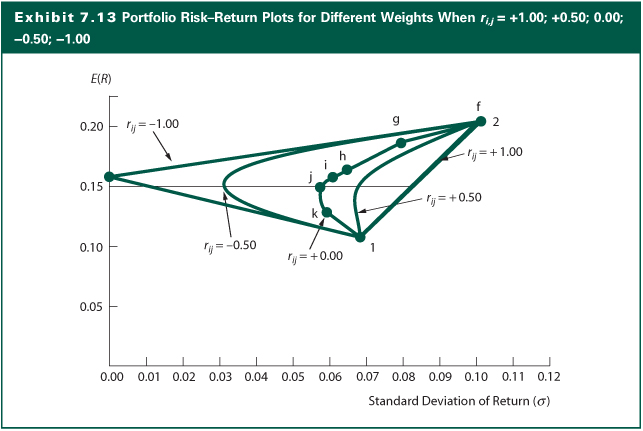 Exhibit 7.13 Portfolio Risk–Return Plots for Different Weights When ri,j = +1.00; +0.50; 0.00;
–0.50; –1.00
E(R)
f
g
2
0.20
rij = –1.00
h
rij = +1.00
i
j
0.15
rij = +0.50
k
rij = –0.50
1
0.10
rij = +0.00
0.05
0.00 0.01 0.02 0.03 0.04 0.05 0.06 0.07 0.08 0.09 0.10 0.11 0.12
Standard Deviation of Return (σ)